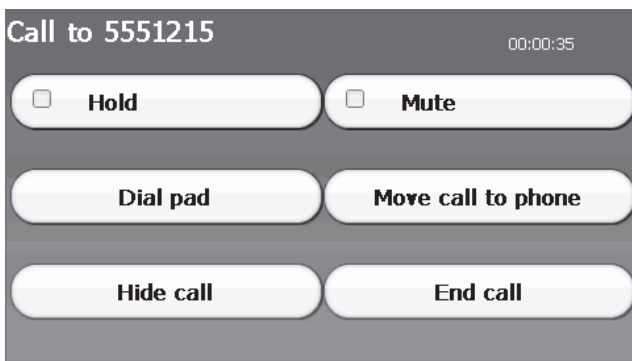 Call to 5551215
00:00:35
Hold
Mute
Dial pad
Move call to phone
Hide call
End call